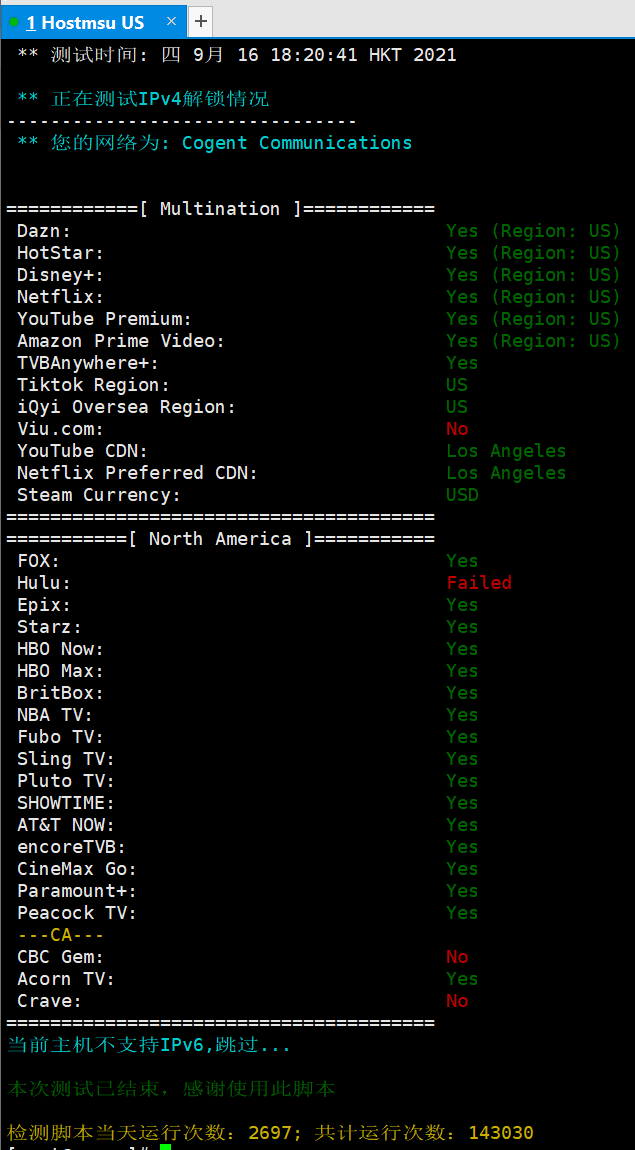 1 Hostmsu US × +
** 测试时间: 四 9月 16 18:20:41 HKT 2021
** 正在测试IPv4解锁情况
--------------------------------
** 您的网络为: Cogent Communications
============[ Multination ]============
Dazn: Yes (Region: US)
HotStar: Yes (Region: US)
Disney+: Yes (Region: US)
Netflix: Yes (Region: US)
YouTube Premium: Yes (Region: US)
Amazon Prime Video: Yes (Region: US)
TVBAnywhere+: Yes
Tiktok Region: US
iQyi Oversea Region: US
Viu.com: No
YouTube CDN: Los Angeles
Netflix Preferred CDN: Los Angeles
Steam Currency: USD
=======================================
===========[ North America ]===========
FOX: Yes
Hulu: Failed
Epix: Yes
Starz: Yes
HBO Now: Yes
HBO Max: Yes
BritBox: Yes
NBA TV: Yes
Fubo TV: Yes
Sling TV: Yes
Pluto TV: Yes
SHOWTIME: Yes
AT&T NOW: Yes
encoreTVB: Yes
CineMax Go: Yes
Paramount+: Yes
Peacock TV: Yes
---CA---
CBC Gem: No
Acorn TV: Yes
Crave: No
=======================================
当前主机不支持IPv6,跳过...
本次测试已结束，感谢使用此脚本
检测脚本当天运行次数: 2697; 共计运行次数: 143030